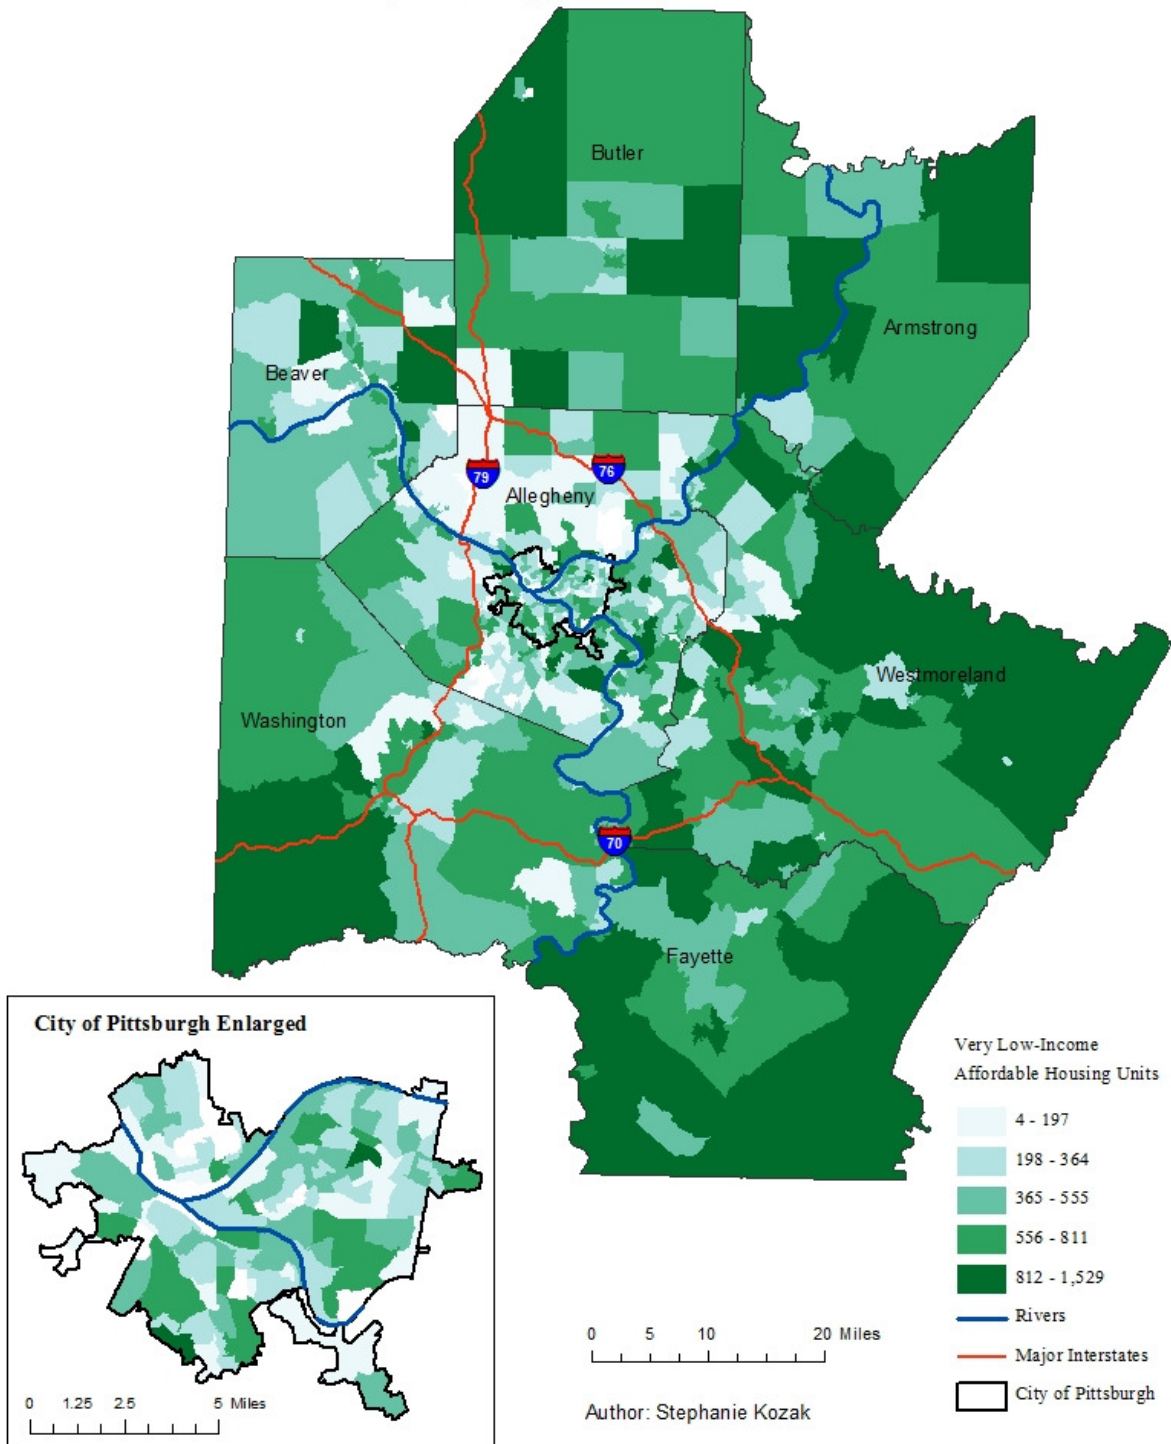 Butler
Armstrong
Beaver
79
76
Allegheny
Westmoreland
Washington
70
Fayette
City of Pittsburgh Enlarged
0 1.25 2.5 5 Miles
Very Low-Income
Affordable Housing Units
4 - 197
198 - 364
365 - 555
556 - 811
812 - 1,529
Rivers
Major Interstates
City of Pittsburgh
0 5 10 20 Miles
Author: Stephanie Kozak